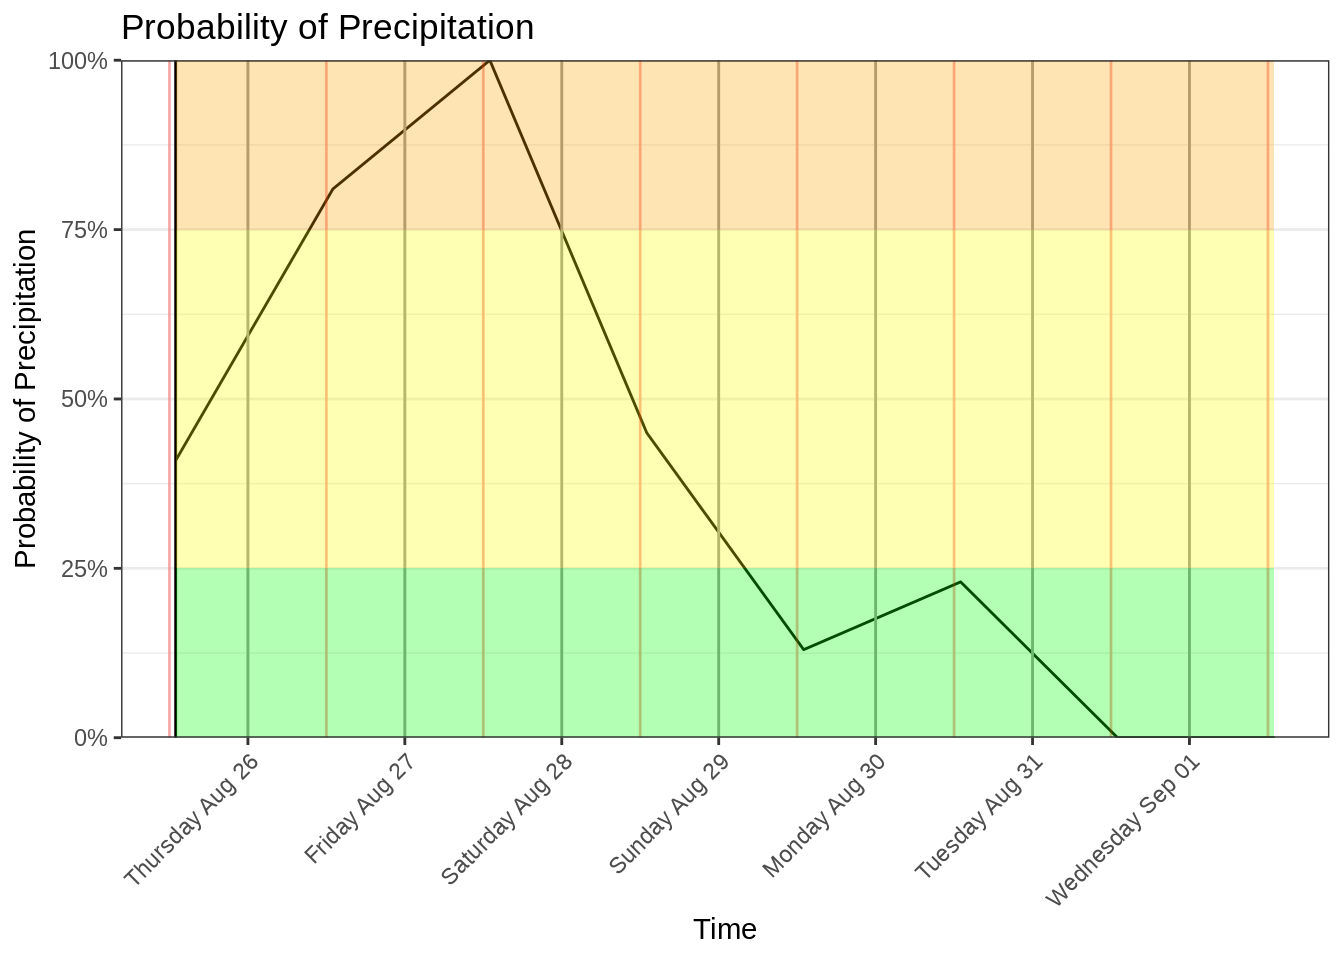 Probability of Precipitation
Probability of Precipitation
100%
75%
50%
25%
0%
Thursday Aug 26
Friday Aug 27
Saturday Aug 28
Sunday Aug 29
Monday Aug 30
Tuesday Aug 31
Wednesday Sep 01
Time